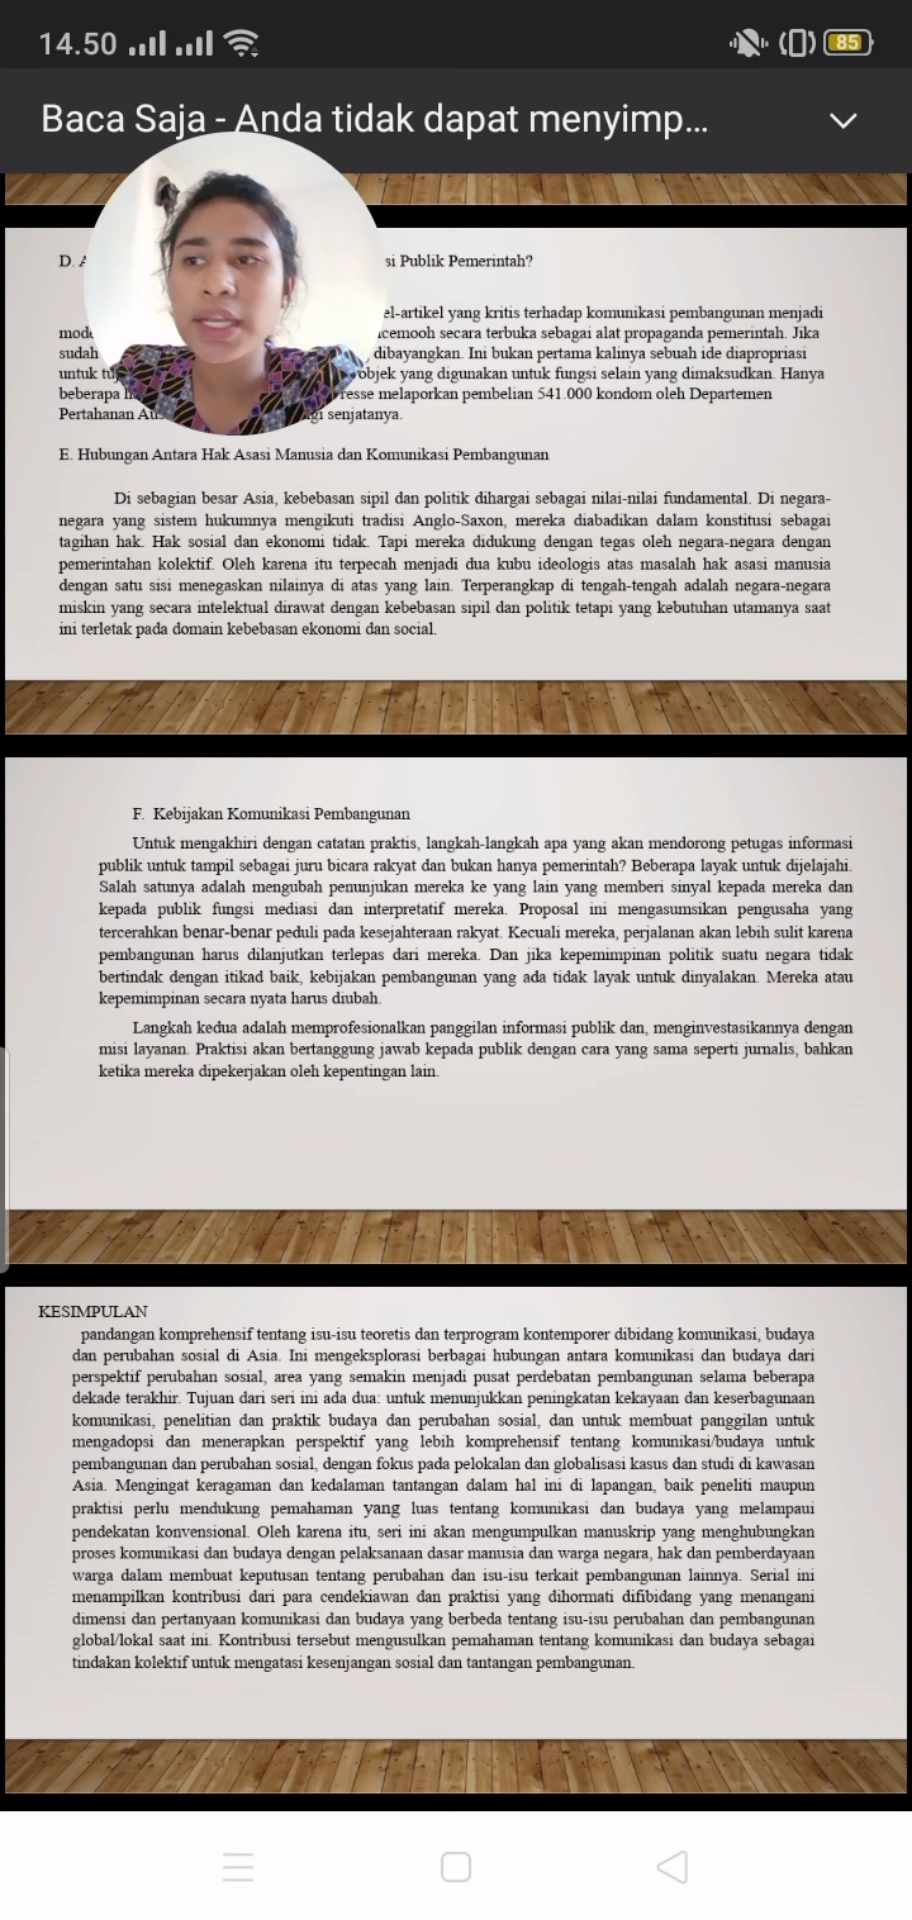 14.50
85
Baca Saja - Anda tidak dapat menyimp...
D.
si Publik Pemerintah?
el-artikel yang kritis terhadap komunikasi pembangunan menjadi
secara terbuka sebagai alat propaganda pemerintah. Jika
sudah dibayangkan. Ini bukan pertama kalinya sebuah ide diapropriasi
untuk objek yang digunakan untuk fungsi selain yang dimaksudkan. Hanya
beberapa resse melaporkan pembelian 541.000 kondom oleh Departemen
Pertahanan senjatanya.
E. Hubungan Antara Hak Asasi Manusia dan Komunikasi Pembangunan
Di sebagian besar Asia, kebebasan sipil dan politik dihargai sebagai nilai-nilai fundamental. Di negara-
negara yang sistem hukumnya mengikuti tradisi Anglo-Saxon, mereka diabadikan dalam konstitusi sebagai
tagihan hak. Hak sosial dan ekonomi tidak. Tapi mereka didukung dengan tegas oleh negara-negara dengan
pemerintahan kolektif. Oleh karena itu terpecah menjadi dua kubu ideologis atas masalah hak asasi manusia
dengan satu sisi menegaskan nilainya di atas yang lain. Terperangkap di tengah-tengah adalah negara-negara
miskin yang secara intelektual dirawat dengan kebebasan sipil dan politik tetapi yang kebutuhan utamanya saat
ini terletak pada domain kebebasan ekonomi dan social.
F. Kebijakan Komunikasi Pembangunan
Untuk mengakhiri dengan catatan praktis, langkah-langkah apa yang akan mendorong petugas informasi
publik untuk tampil sebagai juru bicara rakyat dan bukan hanya pemerintah? Beberapa layak untuk dijelajahi.
Salah satunya adalah mengubah penunjukan mereka ke yang lain yang memberi sinyal kepada mereka dan
kepada publik fungsi mediasi dan interpretatif mereka. Proposal ini mengasumsikan pengusaha yang
tercerahkan benar-benar peduli pada kesejahteraan rakyat. Kecuali mereka, perjalanan akan lebih sulit karena
pembangunan harus dilanjutkan terlepas dari mereka. Dan jika kepemimpinan politik suatu negara tidak
bertindak dengan itikad baik, kebijakan pembangunan yang ada tidak layak untuk dinyalakan. Mereka atau
kepemimpinan secara nyata harus diubah.
Langkah kedua adalah memprofesionalkan panggilan informasi publik dan, menginvestasikannya dengan
misi layanan. Praktisi akan bertanggung jawab kepada publik dengan cara yang sama seperti jurnalis, bahkan
ketika mereka dipekerjakan oleh kepentingan lain.
KESIMPULAN
pandangan komprehensif tentang isu-isu teoretis dan terprogram kontemporer dibidang komunikasi, budaya
dan perubahan sosial di Asia. Ini mengeksplorasi berbagai hubungan antara komunikasi dan budaya dari
perspektif perubahan sosial, area yang semakin menjadi pusat perdebatan pembangunan selama beberapa
dekade terakhir. Tujuan dari seri ini ada dua: untuk menunjukkan peningkatan kekayaan dan keserbagunaan
komunikasi, penelitian dan praktik budaya dan perubahan sosial, dan untuk membuat panggilan untuk
mengadopsi dan menerapkan perspektif yang lebih komprehensif tentang komunikasi/budaya untuk
pembangunan dan perubahan sosial, dengan fokus pada pelokalan dan globalisasi kasus dan studi di kawasan
Asia. Mengingat keragaman dan kedalaman tantangan dalam hal ini di lapangan, baik peneliti maupun
praktisi perlu mendukung pemahaman yang luas tentang komunikasi dan budaya yang melampaui
pendekatan konvensional. Oleh karena itu, seri ini akan mengumpulkan manuskrip yang menghubungkan
proses komunikasi dan budaya dengan pelaksanaan dasar manusia dan warga negara, hak dan pemberdayaan
warga dalam membuat keputusan tentang perubahan dan isu-isu terkait pembangunan lainnya. Serial ini
menampilkan kontribusi dari para cendekiawan dan praktisi yang dihormati difibidang yang menangani
dimensi dan pertanyaan komunikasi dan budaya yang berbeda tentang isu-isu perubahan dan pembangunan
global/lokal saat ini. Kontribusi tersebut mengusulkan pemahaman tentang komunikasi dan budaya sebagai
tindakan kolektif untuk mengatasi kesenjangan sosial dan tantangan pembangunan.